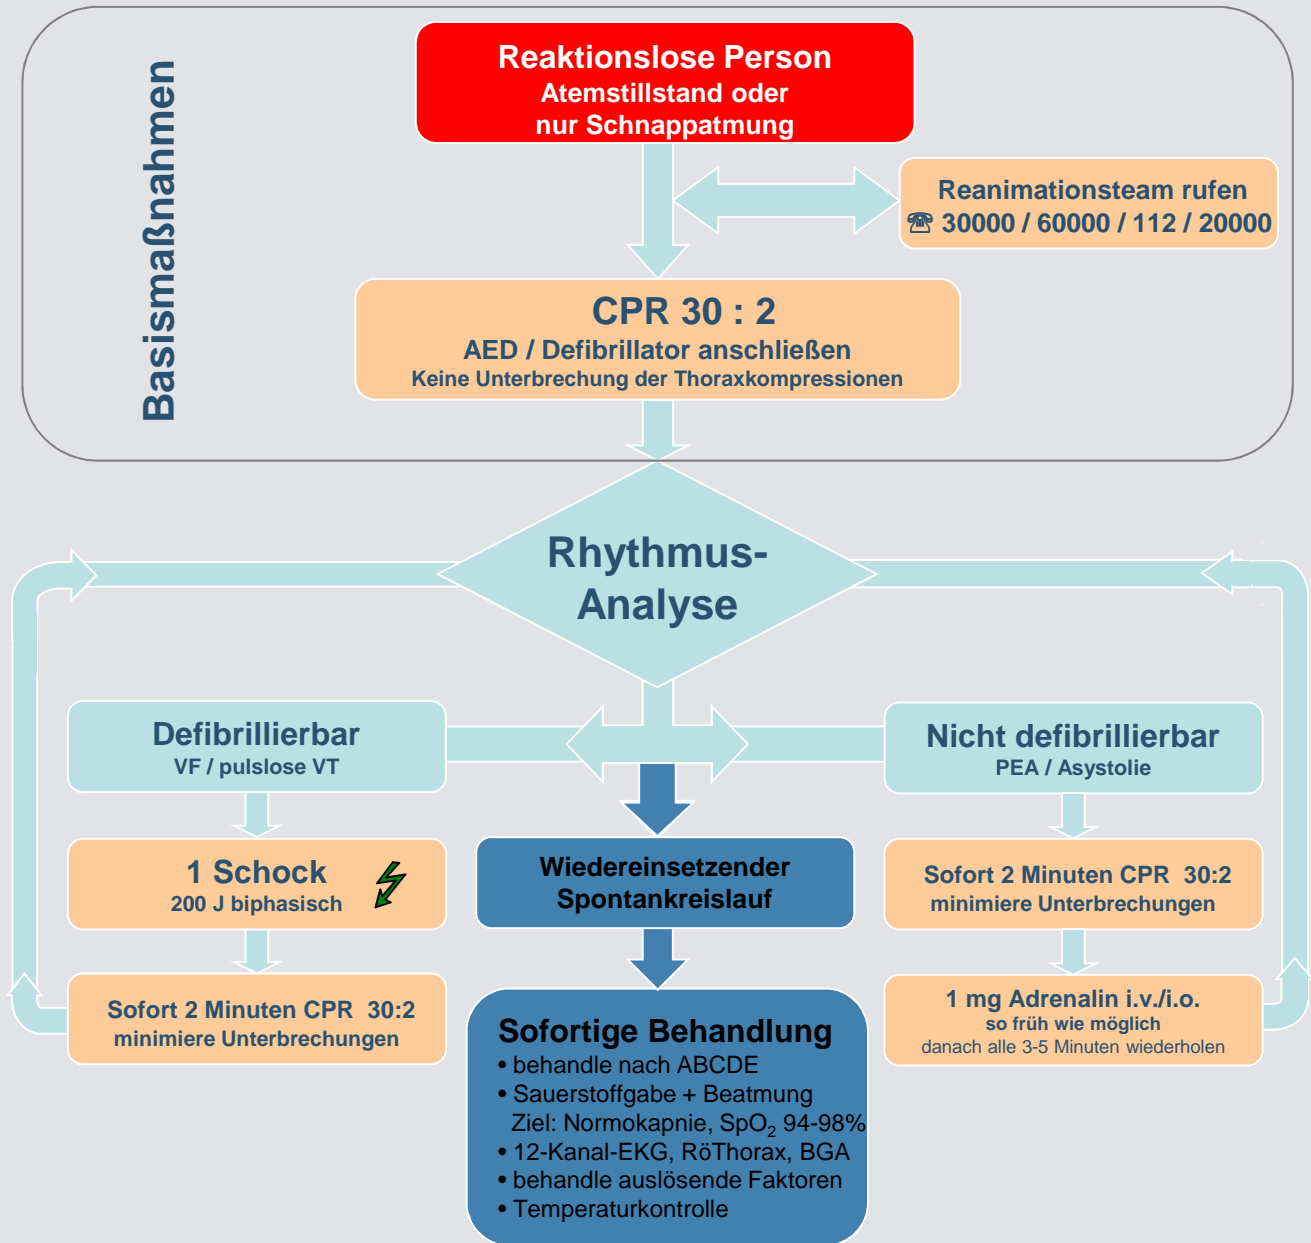 Basismaßnahmen
Reaktionslose Person
Atemstillstand oder
nur Schnappatmung
Reanimationsteam rufen
☎ 30000 / 60000 / 112 / 20000
CPR 30 : 2
AED / Defibrillator anschließen
Keine Unterbrechung der Thoraxkompressionen
Rhythmus-
Analyse
Defibrillierbar
VF / pulslose VT
1 Schock
200 J biphasisch
Sofort 2 Minuten CPR 30:2
minimiere Unterbrechungen
Wiedereinsetzender
Spontankreislauf
Sofortige Behandlung
• behandle nach ABCDE
• Sauerstoffgabe + Beatmung
Ziel: Normokapnie, SpO₂ 94-98%
• 12-Kanal-EKG, RöThorax, BGA
• behandle auslösende Faktoren
• Temperaturkontrolle
Nicht defibrillierbar
PEA / Asystolie
Sofort 2 Minuten CPR 30:2
minimiere Unterbrechungen
1 mg Adrenalin i.v./i.o.
so früh wie möglich
danach alle 3-5 Minuten wiederholen